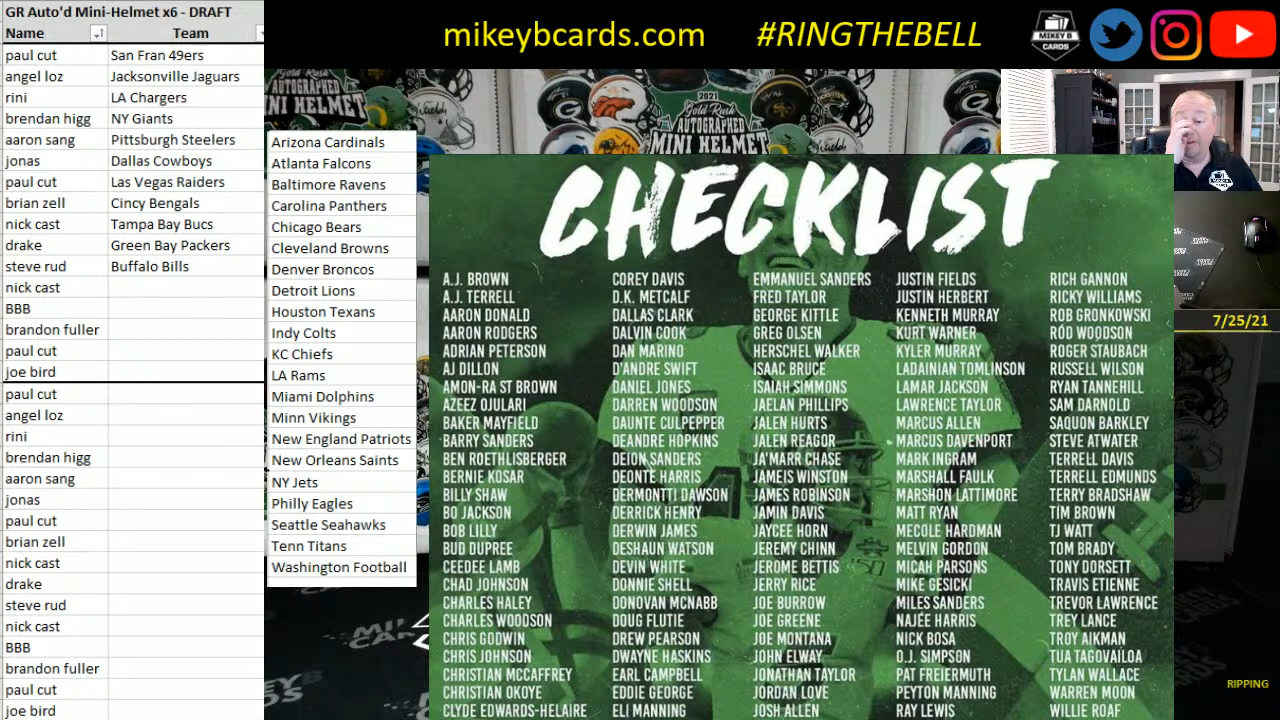 GR Auto'd Mini-Helmet x6 - DRAFT
Name Team
paul cut San Fran 49ers
angel loz Jacksonville Jaguars
rini LA Chargers
brendan higg NY Giants
aaron sang Pittsburgh Steelers
jonas Dallas Cowboys
paul cut Las Vegas Raiders
brian zell Cincy Bengals
nick cast Tampa Bay Bucs
drake Green Bay Packers
steve rud Buffalo Bills
nick cast
BBB
brandon fuller
paul cut
joe bird
paul cut
angel loz
rini
brendan higg
aaron sang
jonas
paul cut
brian zell
nick cast
drake
steve rud
nick cast
BBB
brandon fuller
paul cut
joe bird
Arizona Cardinals
Atlanta Falcons
Baltimore Ravens
Carolina Panthers
Chicago Bears
Cleveland Browns
Denver Broncos
Detroit Lions
Houston Texans
Indy Colts
KC Chiefs
LA Rams
Miami Dolphins
Minn Vikings
New England Patriots
New Orleans Saints
NY Jets
Philly Eagles
Seattle Seahawks
Tenn Titans
Washington Football
mikeybcards.com #RINGTHEBELL
MIKEY B
CARDS
Gold Rush
AUTOGRAPHED
MINI HELMET
2021
Gold Rush
AUTOGRAPHED
MINI HELMET
CHECKLIST
A.J. BROWN
A.J. TERRELL
AARON DONALD
AARON RODGERS
ADRIAN PETERSON
AJ DILLON
AMON-RA ST BROWN
AZEEZ OJULARI
BAKER MAYFIELD
BARRY SANDERS
BEN ROETHLISBERGER
BERNIE KOSAR
BILLY SHAW
BO JACKSON
BOB LILLY
BUD DUPREE
CEEDEE LAMB
CHAD JOHNSON
CHARLES HALEY
CHARLES WOODSON
CHRIS GODWIN
CHRIS JOHNSON
CHRISTIAN MCCAFFREY
CHRISTIAN OKOYE
CLYDE EDWARDS-HELAIRE
COREY DAVIS
D.K. METCALF
DALLAS CLARK
DALVIN COOK
DAN MARINO
D'ANDRE SWIFT
DANIEL JONES
DARREN WOODSON
DAUNTE CULPEPPER
DEANDRE HOPKINS
DEION SANDERS
DEONTE HARRIS
DERMONTTI DAWSON
DERRICK HENRY
DERWIN JAMES
DESHAUN WATSON
DEVIN WHITE
DONNIE SHELL
DONOVAN MCNABB
DOUG FLUTIE
DREW PEARSON
DWAYNE HASKINS
EARL CAMPBELL
EDDIE GEORGE
ELI MANNING
EMMANUEL SANDERS
FRED TAYLOR
GEORGE KITTLE
GREG OLSEN
HERSCHEL WALKER
ISAAC BRUCE
ISAIAH SIMMONS
JAELAN PHILLIPS
JALEN HURTS
JALEN REAGOR
JA'MARR CHASE
JAMEIS WINSTON
JAMES ROBINSON
JAMIN DAVIS
JAYCEE HORN
JEREMY CHINN
JEROME BETTIS
JERRY RICE
JOE BURROW
JOE GREENE
JOE MONTANA
JOHN ELWAY
JONATHAN TAYLOR
JORDAN LOVE
JOSH ALLEN
JUSTIN FIELDS
JUSTIN HERBERT
KENNETH MURRAY
KURT WARNER
KYLER MURRAY
LADAINIAN TOMLINSON
LAMAR JACKSON
LAWRENCE TAYLOR
MARCUS ALLEN
MARCUS DAVENPORT
MARK INGRAM
MARSHALL FAULK
MARSHON LATTIMORE
MATT RYAN
MECOLE HARDMAN
MELVIN GORDON
MICAH PARSONS
MIKE GESICKI
MILES SANDERS
NAJEE HARRIS
NICK BOSA
O.J. SIMPSON
PAT FREIERMUTH
PEYTON MANNING
RAY LEWIS
RICH GANNON
RICKY WILLIAMS
ROB GRONKOWSKI
ROD WOODSON
ROGER STAUBACH
RUSSELL WILSON
RYAN TANNEHILL
SAM DARNOLD
SAQUON BARKLEY
STEVE ATWATER
TERRELL DAVIS
TERRELL EDMUNDS
TERRY BRADSHAW
TIM BROWN
TJ WATT
TOM BRADY
TONY DORSETT
TRAVIS ETIENNE
TREVOR LAWRENCE
TREY LANCE
TROY AIKMAN
TUA TAGOVAILOA
TYLAN WALLACE
WARREN MOON
WILLIE ROAF
7/25/21
RIPPING